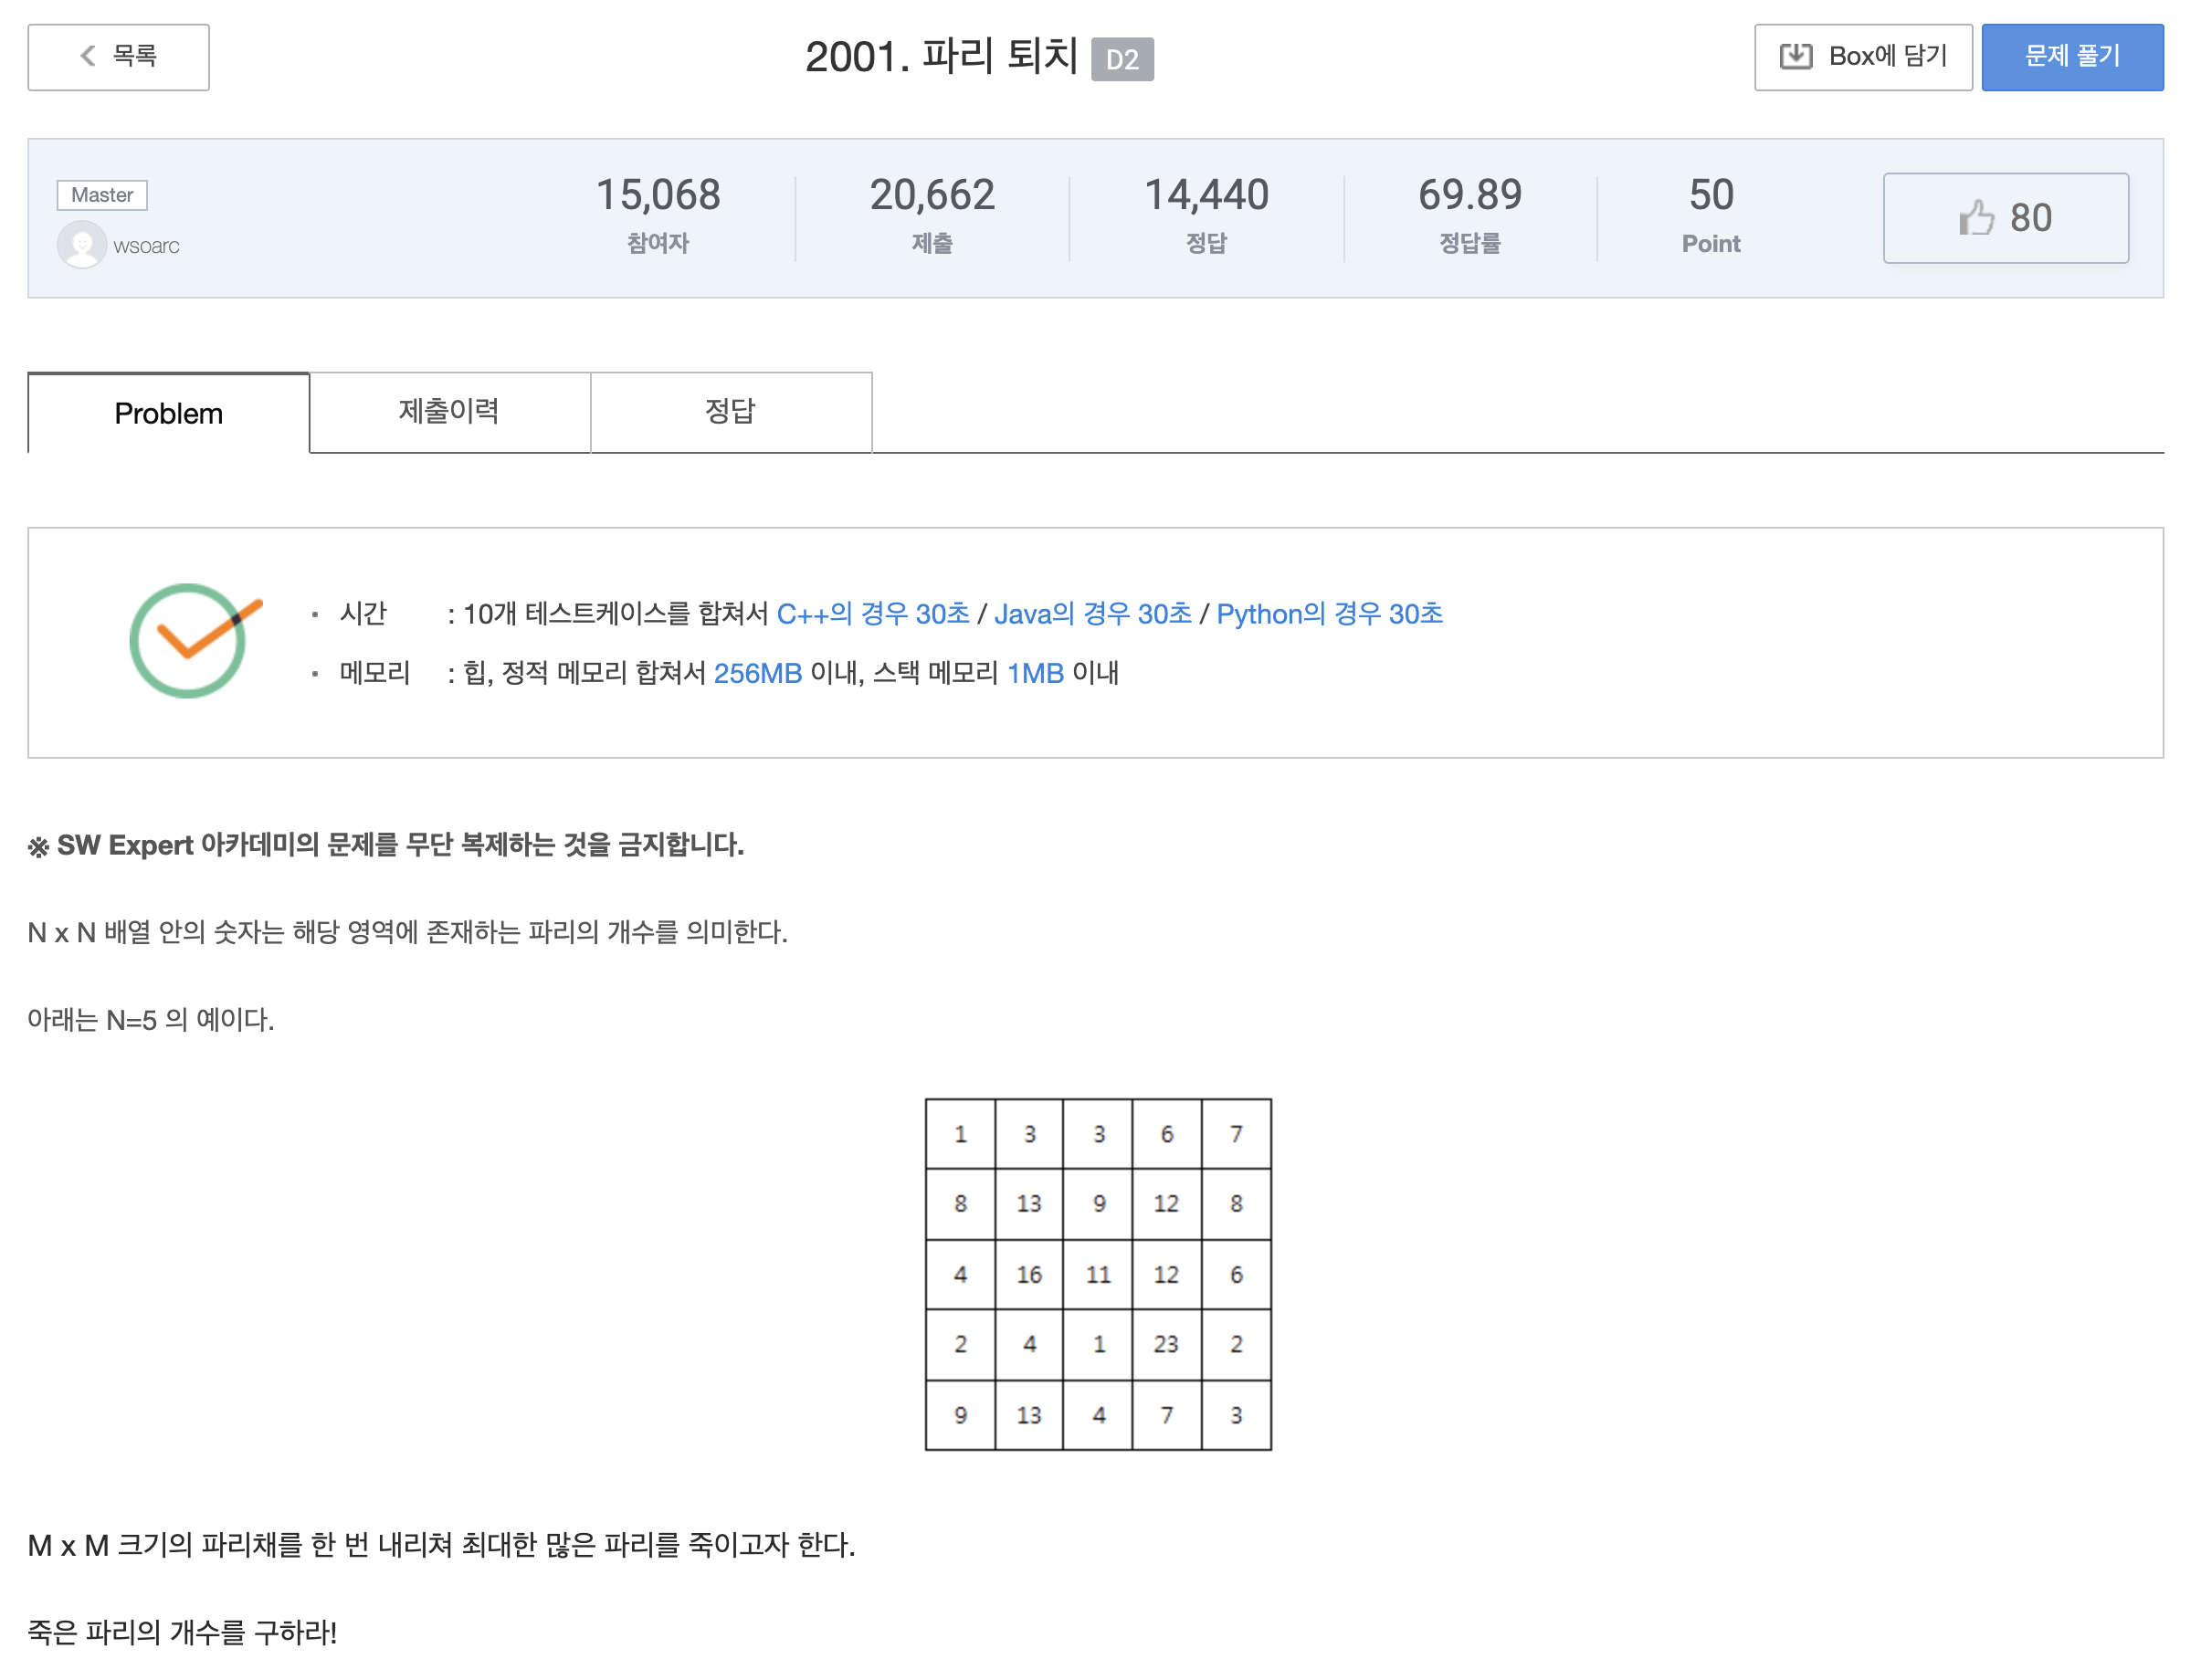 목록
2001. 파리 퇴치 D2
Box에 담기
문제 풀기
Master
wsoarc
15,068
참여자
20,662
제출
14,440
정답
69.89
정답률
50
Point
80
Problem
제출이력
정답
시간 : 10개 테스트케이스를 합쳐서 C++의 경우 30초 / Java의 경우 30초 / Python의 경우 30초
메모리 : 힙, 정적 메모리 합쳐서 256MB 이내, 스택 메모리 1MB 이내
※ SW Expert 아카데미의 문제를 무단 복제하는 것을 금지합니다.
N x N 배열 안의 숫자는 해당 영역에 존재하는 파리의 개수를 의미한다.
아래는 N=5 의 예이다.
1 3 3 6 7
8 13 9 12 8
4 16 11 12 6
2 4 1 23 2
9 13 4 7 3
M x M 크기의 파리채를 한 번 내리쳐 최대한 많은 파리를 죽이고자 한다.
죽은 파리의 개수를 구하라!